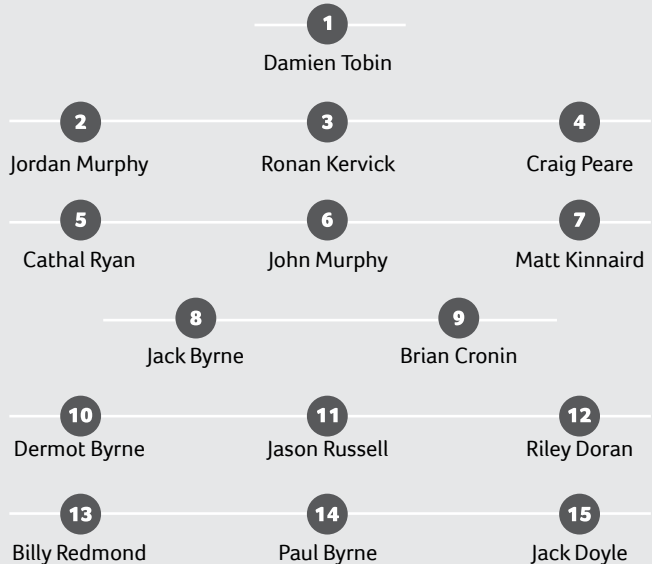 1
Damien Tobin
2 3 4
Jordan Murphy Ronan Kervick Craig Peare
5 6 7
Cathal Ryan John Murphy Matt Kinnaird
8 9
Jack Byrne Brian Cronin
10 11 12
Dermot Byrne Jason Russell Riley Doran
13 14 15
Billy Redmond Paul Byrne Jack Doyle